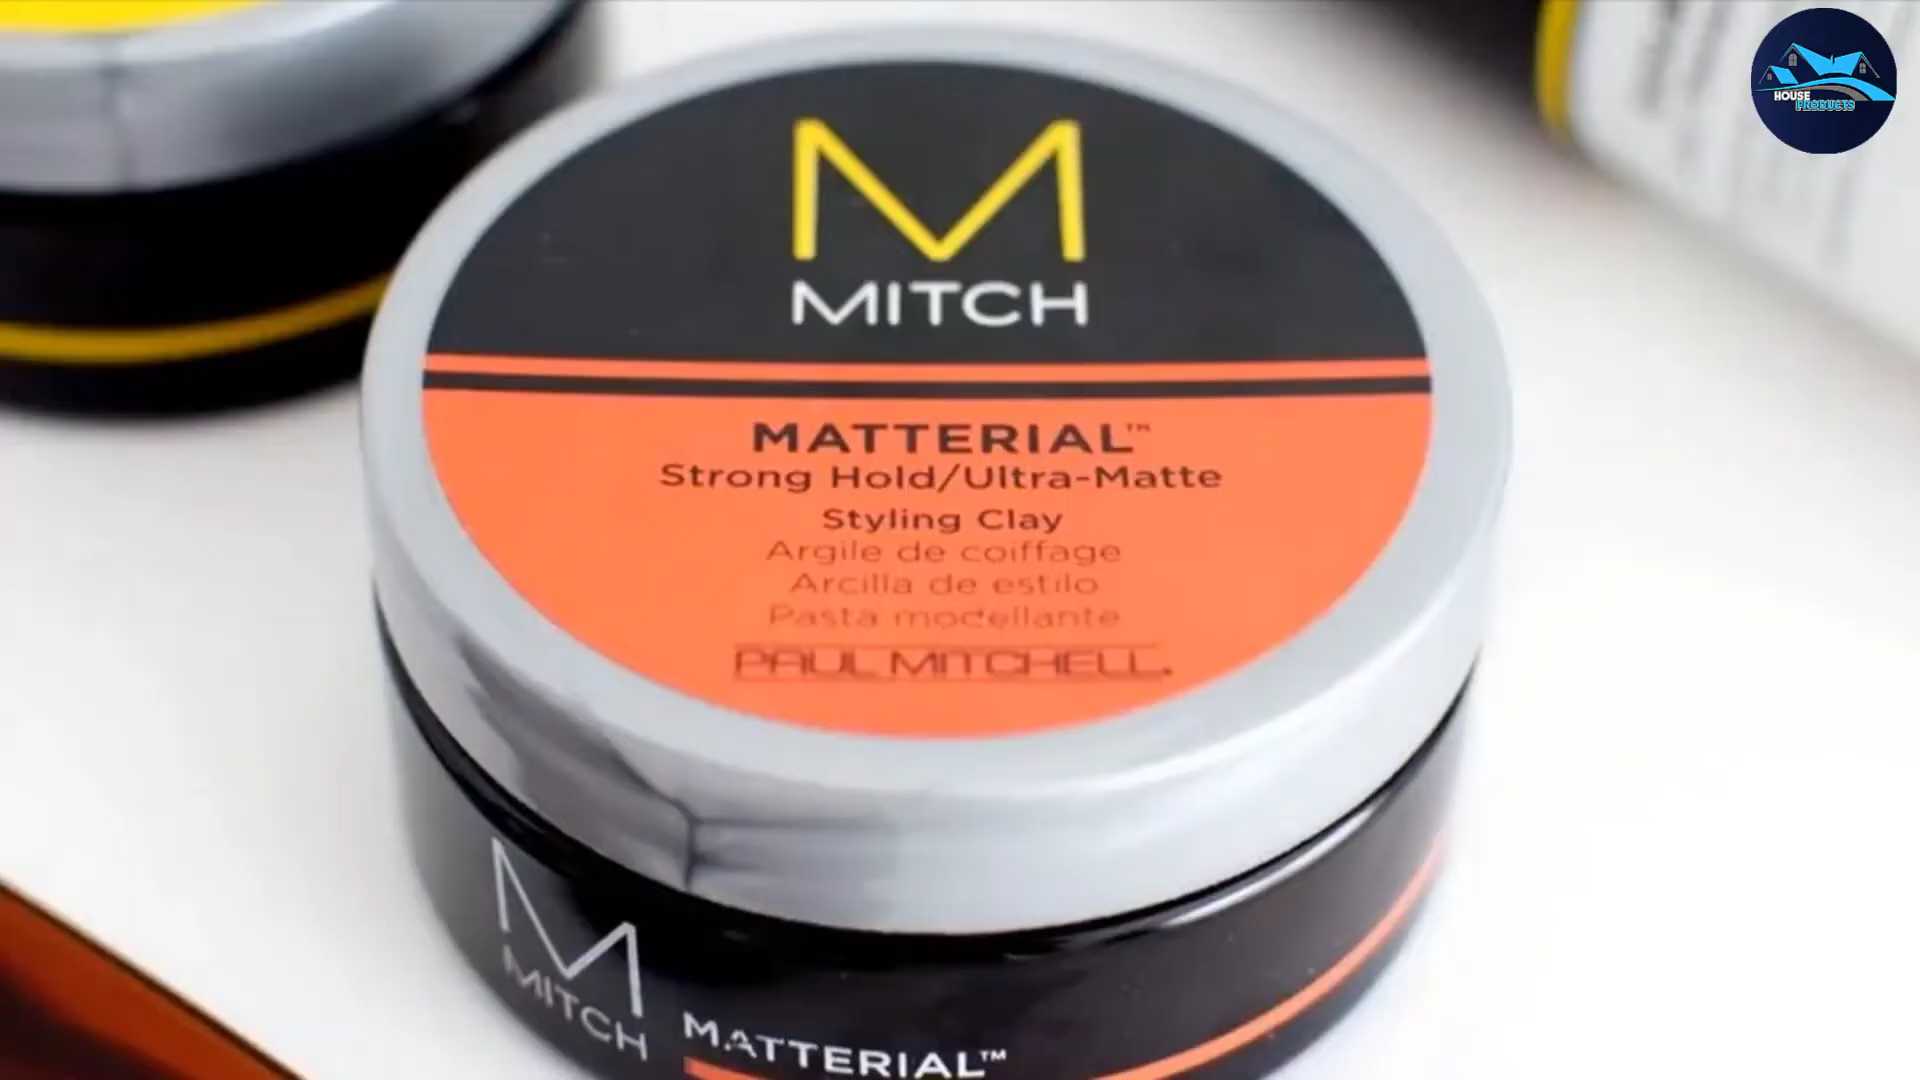 M
MITCH
MATTERIAL™
Strong Hold/Ultra-Matte
Styling Clay
Argile de coiffage
Arcilla de estilo
Pasta modellante
PAUL MITCHELL®
M
MITCH
MATTERIAL™
HOUSE
PRODUCTS